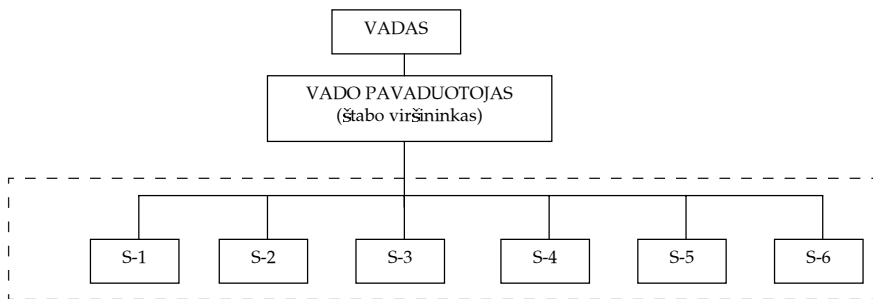 VADAS
VADO PAVADUOTOJAS
(štabo viršininkas)
S-1 S-2 S-3 S-4 S-5 S-6